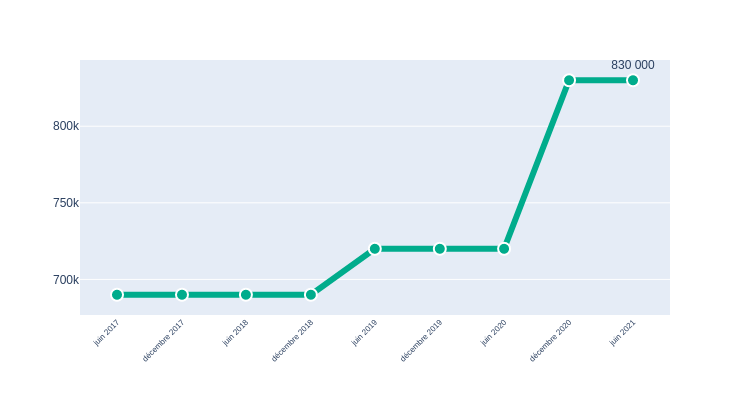 830 000
800k
750k
700k
juin 2017
décembre 2017
juin 2018
décembre 2018
juin 2019
décembre 2019
juin 2020
décembre 2020
juin 2021